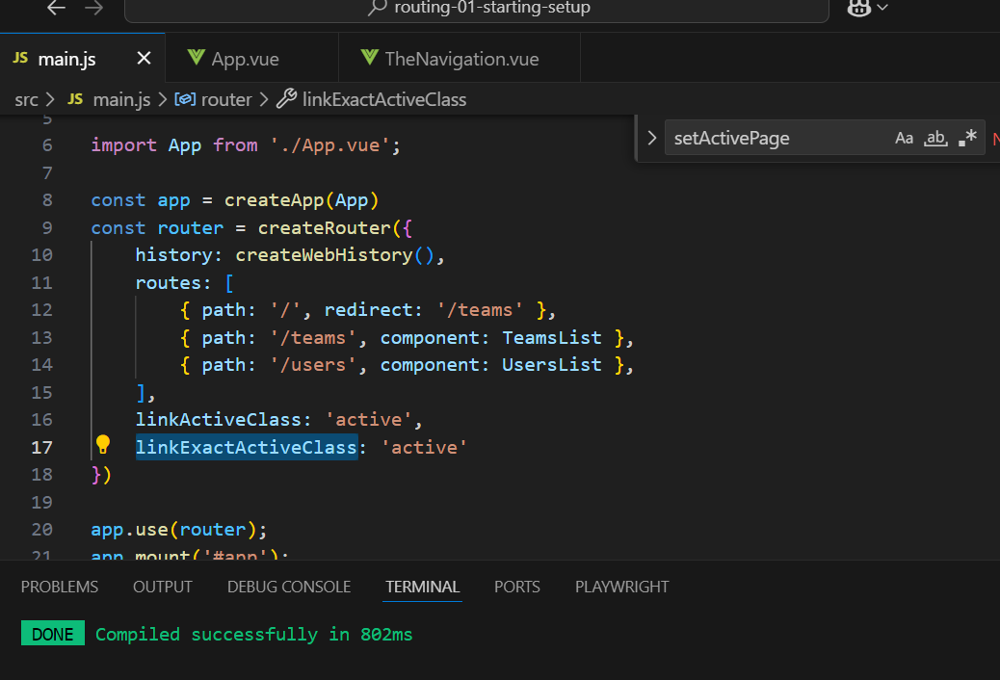 routing-01-starting-setup
JS main.js App.vue TheNavigation.vue
src > JS main.js > router > linkExactActiveClass
setActivePage Aa ab .* N
5
6 import App from './App.vue';
7
8 const app = createApp(App)
9 const router = createRouter({
10 history: createWebHistory(),
11 routes: [
12 { path: '/', redirect: '/teams' },
13 { path: '/teams', component: TeamsList },
14 { path: '/users', component: UsersList },
15 ],
16 linkActiveClass: 'active',
17 linkExactActiveClass: 'active'
18 })
19
20 app.use(router);
21 app.mount('#app');
PROBLEMS OUTPUT DEBUG CONSOLE TERMINAL PORTS PLAYWRIGHT
DONE Compiled successfully in 802ms